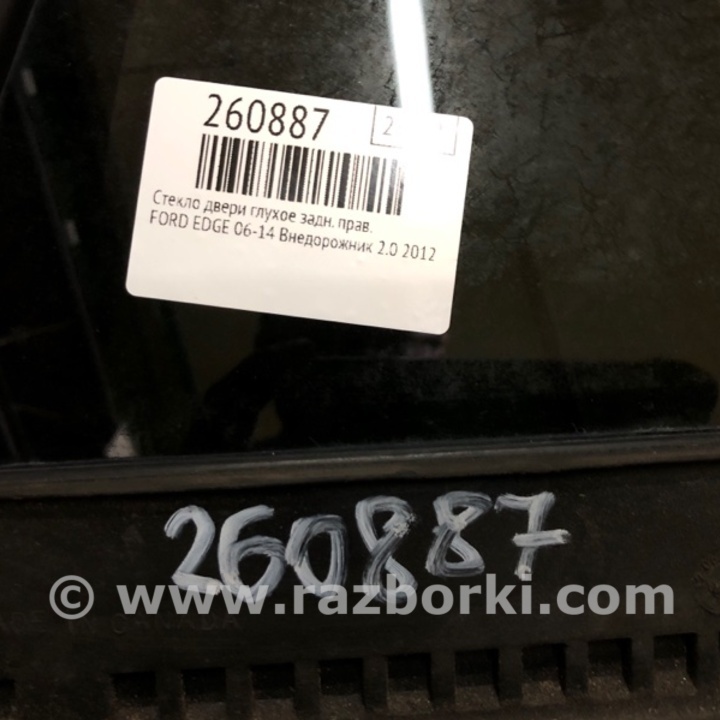 260887
Стекло двери глухое задн. прав.
FORD EDGE 06-14 Внедорожник 2.0 2012
260887
© www.razborki.com